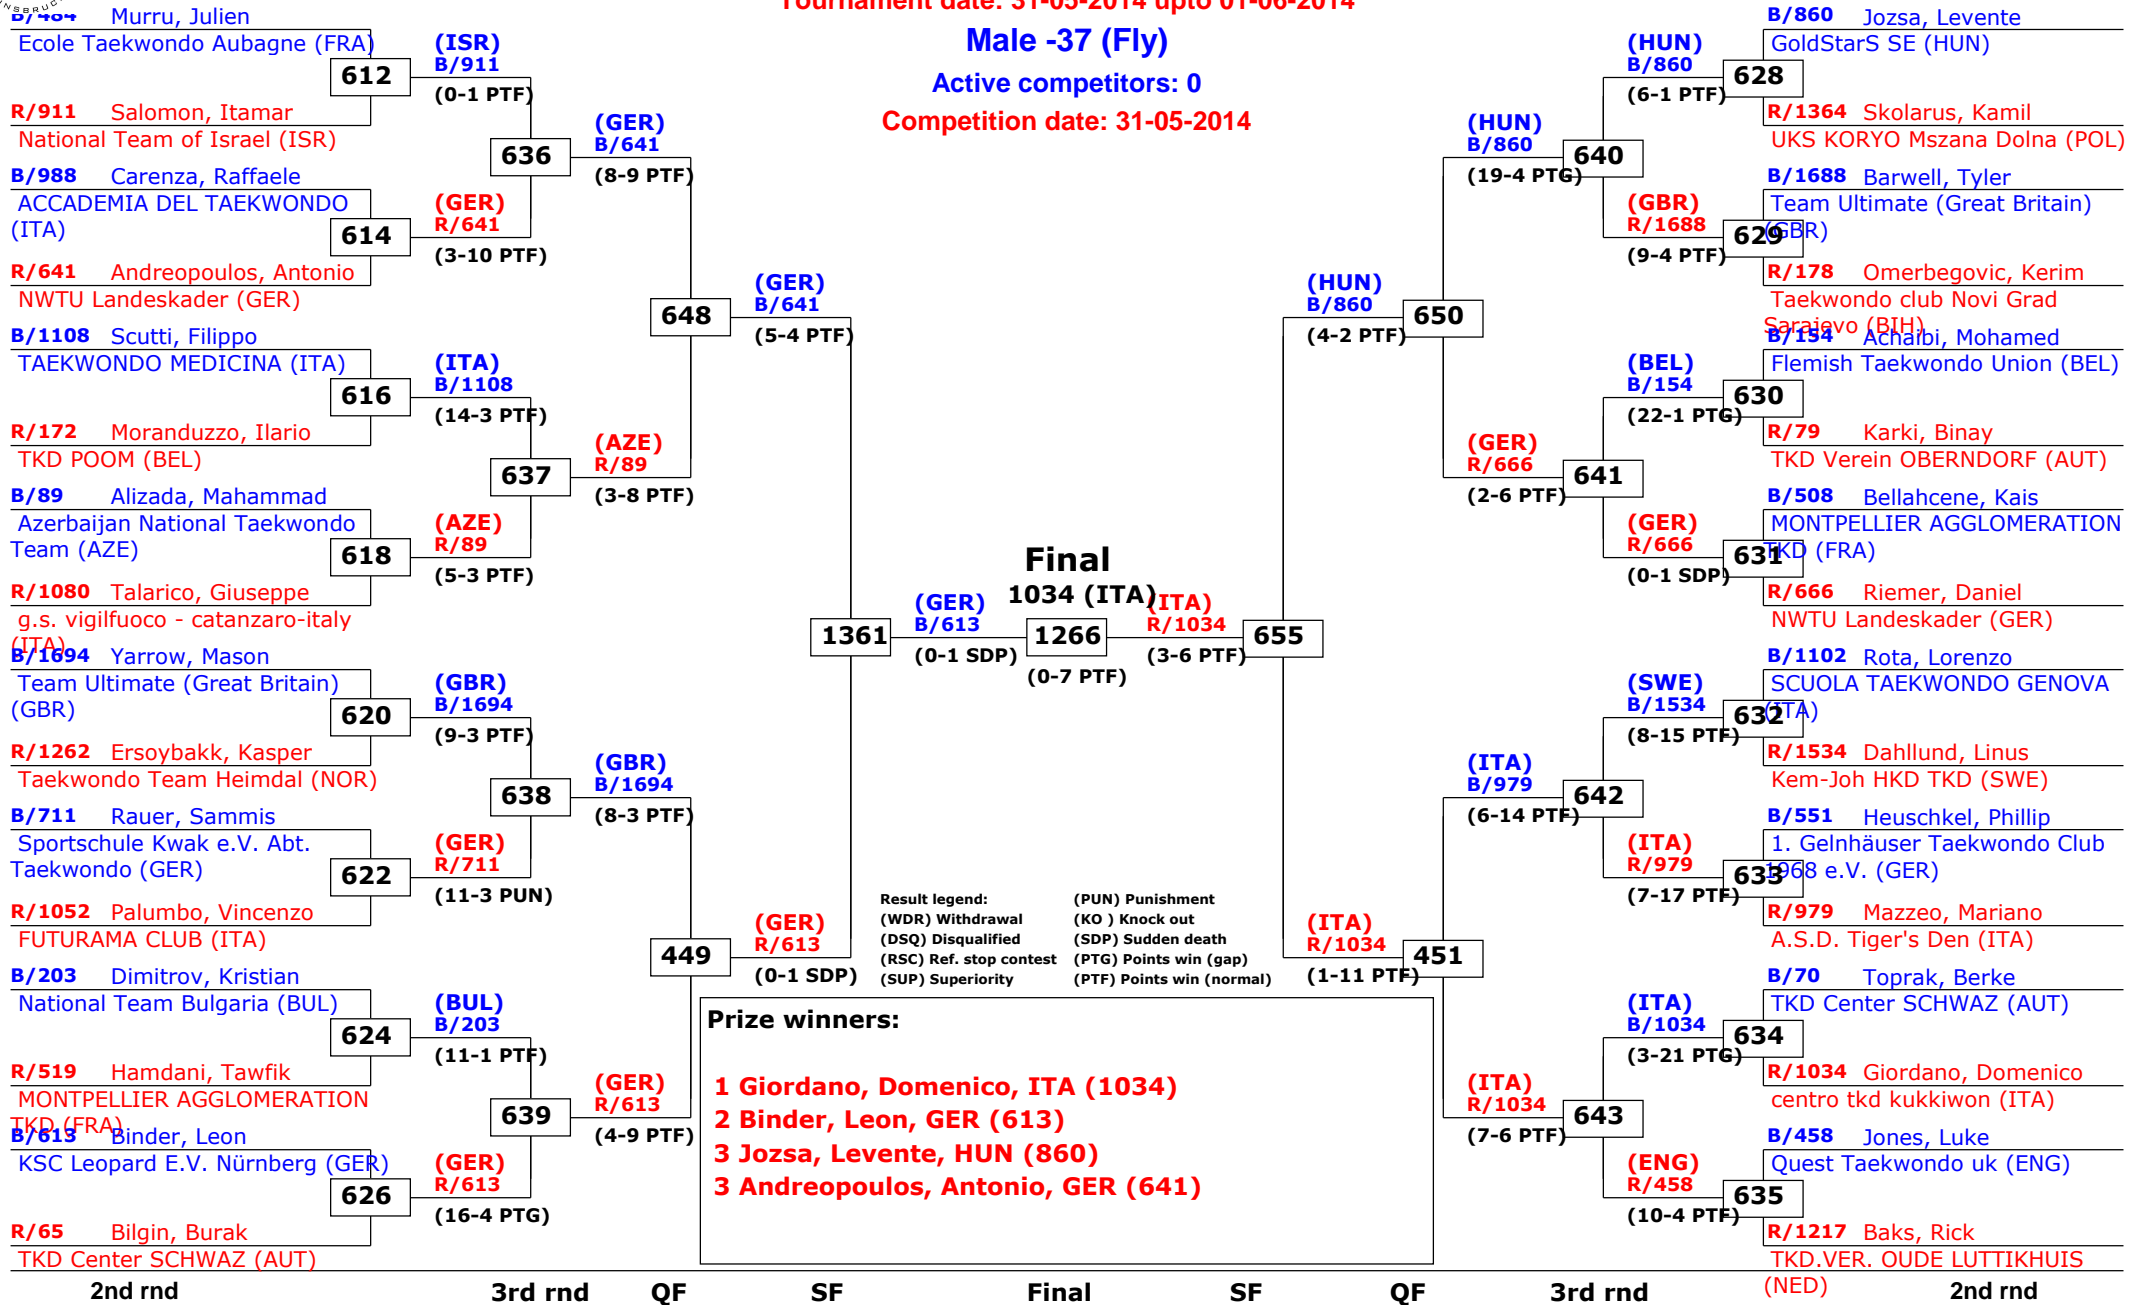 NSBRUC
Tournament date: 31-05-2014 upto 01-06-2014
Male -37 (Fly)
Active competitors: 0
Competition date: 31-05-2014
B/484 Murru, Julien
Ecole Taekwondo Aubagne (FRA)
612
R/911 Salomon, Itamar
National Team of Israel (ISR)
B/988 Carenza, Raffaele
ACCADEMIA DEL TAEKWONDO
(ITA)
614
R/641 Andreopoulos, Antonio
NWTU Landeskader (GER)
B/1108 Scutti, Filippo
TAEKWONDO MEDICINA (ITA)
616
R/172 Moranduzzo, Ilario
TKD POOM (BEL)
B/89 Alizada, Mahammad
Azerbaijan National Taekwondo
Team (AZE)
618
R/1080 Talarico, Giuseppe
g.s. vigilfuoco - catanzaro-italy
(ITA)
B/1694 Yarrow, Mason
Team Ultimate (Great Britain)
(GBR)
620
R/1262 Ersoybakk, Kasper
Taekwondo Team Heimdal (NOR)
B/711 Rauer, Sammis
Sportschule Kwak e.V. Abt.
Taekwondo (GER)
622
R/1052 Palumbo, Vincenzo
FUTURAMA CLUB (ITA)
B/203 Dimitrov, Kristian
National Team Bulgaria (BUL)
624
R/519 Hamdani, Tawfik
MONTPELLIER AGGLOMERATION
TKD (FRA)
B/613 Binder, Leon
KSC Leopard E.V. Nürnberg (GER)
626
R/65 Bilgin, Burak
TKD Center SCHWAZ (AUT)
(ISR)
B/911
(0-1 PTF)
636
(GER)
R/641
(3-10 PTF)
(ITA)
B/1108
(14-3 PTF)
637
(AZE)
R/89
(5-3 PTF)
(GBR)
B/1694
(9-3 PTF)
638
(GER)
R/711
(11-3 PUN)
(BUL)
B/203
(11-1 PTF)
639
(GER)
R/613
(16-4 PTG)
(GER)
B/641
(8-9 PTF)
648
(AZE)
R/89
(3-8 PTF)
(GBR)
B/1694
(8-3 PTF)
449
(GER)
R/613
(4-9 PTF)
(GER)
B/641
(5-4 PTF)
1361
(GER)
R/613
(0-1 SDP)
(GER)
B/613
(0-1 SDP)
Final
1034 (ITA)
1266
(0-7 PTF)
(ITA)
R/1034
(3-6 PTF)
655
(HUN)
B/860
(4-2 PTF)
650
(ITA)
R/1034
(1-11 PTF)
451
(HUN)
B/860
(19-4 PTG)
640
(GER)
R/666
(2-6 PTF)
641
(ITA)
B/979
(6-14 PTF)
642
(ITA)
R/1034
(7-6 PTF)
643
(HUN)
B/860
(6-1 PTF)
628
(GBR)
R/1688
(9-4 PTF)
629
(BEL)
B/154
(22-1 PTG)
630
(GER)
R/666
(0-1 SDP)
631
(SWE)
B/1534
(8-15 PTF)
632
(ITA)
R/979
(7-17 PTF)
633
(ITA)
B/1034
(3-21 PTG)
634
(ENG)
R/458
(10-4 PTF)
635
B/860 Jozsa, Levente
GoldStarS SE (HUN)
R/1364 Skolarus, Kamil
UKS KORYO Mszana Dolna (POL)
B/1688 Barwell, Tyler
Team Ultimate (Great Britain)
(GBR)
R/178 Omerbegovic, Kerim
Taekwondo club Novi Grad
Sarajevo (BIH)
B/154 Achaibi, Mohamed
Flemish Taekwondo Union (BEL)
R/79 Karki, Binay
TKD Verein OBERNDORF (AUT)
B/508 Bellahcene, Kais
MONTPELLIER AGGLOMERATION
TKD (FRA)
R/666 Riemer, Daniel
NWTU Landeskader (GER)
B/1102 Rota, Lorenzo
SCUOLA TAEKWONDO GENOVA
(ITA)
R/1534 Dahllund, Linus
Kem-Joh HKD TKD (SWE)
B/551 Heuschkel, Phillip
1. Gelnhäuser Taekwondo Club
1968 e.V. (GER)
R/979 Mazzeo, Mariano
A.S.D. Tiger's Den (ITA)
B/70 Toprak, Berke
TKD Center SCHWAZ (AUT)
R/1034 Giordano, Domenico
centro tkd kukkiwon (ITA)
B/458 Jones, Luke
Quest Taekwondo uk (ENG)
R/1217 Baks, Rick
TKD.VER. OUDE LUTTIKHUIS
(NED)
Result legend: (PUN) Punishment
(WDR) Withdrawal (KO ) Knock out
(DSQ) Disqualified (SDP) Sudden death
(RSC) Ref. stop contest (PTG) Points win (gap)
(SUP) Superiority (PTF) Points win (normal)
Prize winners:
1 Giordano, Domenico, ITA (1034)
2 Binder, Leon, GER (613)
3 Jozsa, Levente, HUN (860)
3 Andreopoulos, Antonio, GER (641)
2nd rnd 3rd rnd QF SF Final SF QF 3rd rnd 2nd rnd